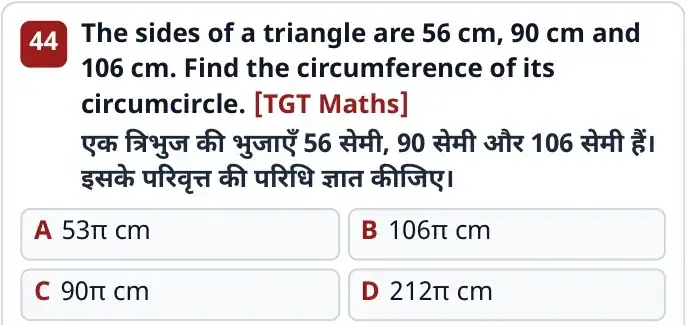 44 The sides of a triangle are 56 cm, 90 cm and
106 cm. Find the circumference of its
circumcircle. [TGT Maths]
एक त्रिभुज की भुजाएँ 56 सेमी, 90 सेमी और 106 सेमी हैं।
इसके परिवृत्त की परिधि ज्ञात कीजिए।
A 53π cm
B 106π cm
C 90π cm
D 212π cm